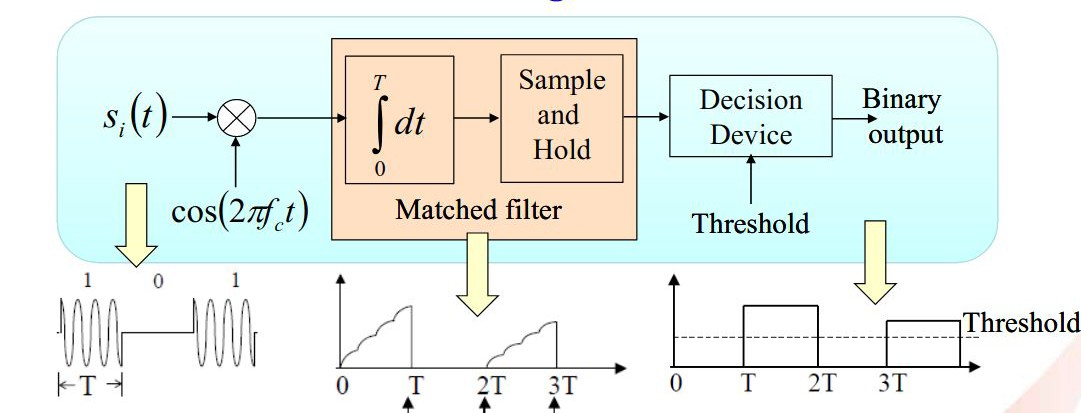 s_i(t)
cos(2πf_ct)
T
∫dt
0
Sample
and
Hold
Matched filter
Decision
Device
Threshold
Binary
output
1 0 1
T
0 T 2T 3T
Threshold
0 T 2T 3T